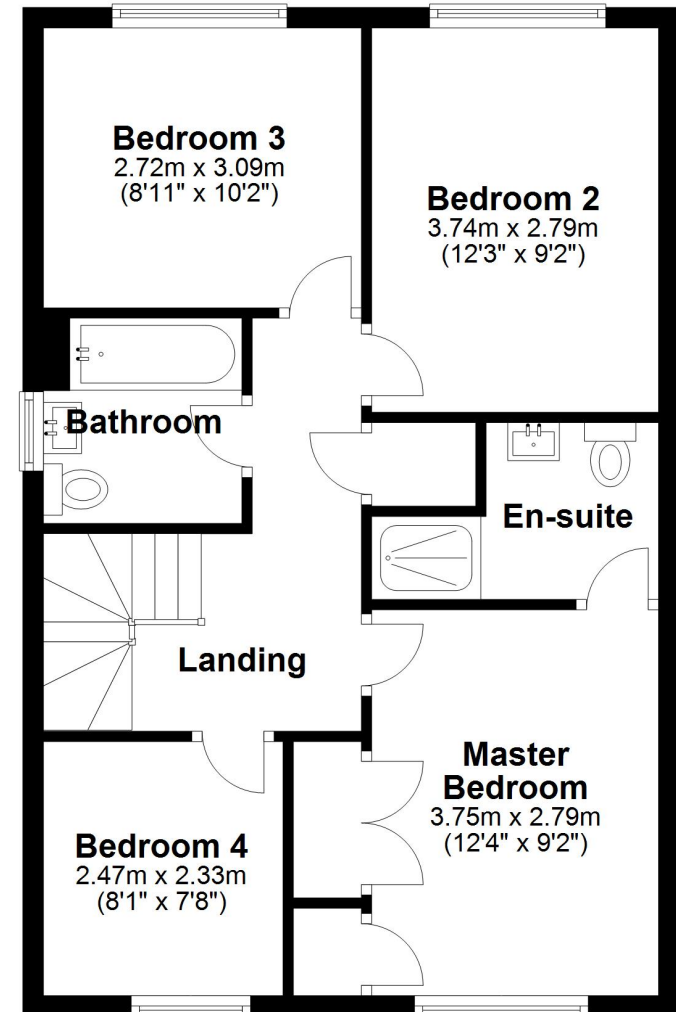 Bedroom 3
2.72m x 3.09m
(8'11" x 10'2")
Bedroom 2
3.74m x 2.79m
(12'3" x 9'2")
Bathroom
En-suite
Landing
Master
Bedroom
3.75m x 2.79m
(12'4" x 9'2")
Bedroom 4
2.47m x 2.33m
(8'1" x 7'8")